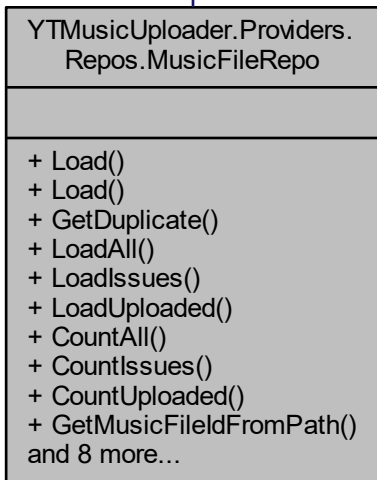 YTMusicUploader.Providers.
Repos.MusicFileRepo
+ Load()
+ Load()
+ GetDuplicate()
+ LoadAll()
+ LoadIssues()
+ LoadUploaded()
+ CountAll()
+ CountIssues()
+ CountUploaded()
+ GetMusicFileIdFromPath()
and 8 more...